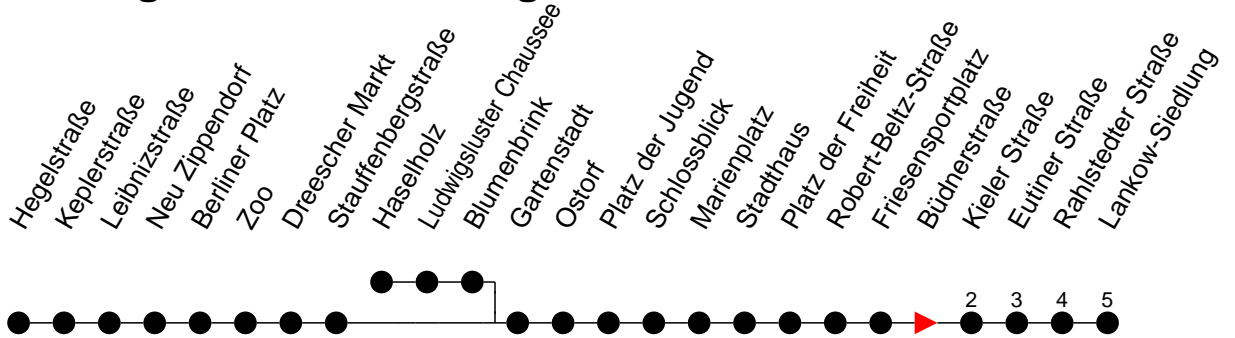 Hegelstraße
Keplerstraße
Leibnizstraße
Neu Zippendorf
Berliner Platz
Zoo
Dreescher Markt
Stauffenbergstraße
Haselholz
Ludwigsluster Chaussee
Blumenbrink
Gartenstadt
Ostorf
Platz der Jugend
Schlossblick
Marienplatz
Stadthaus
Platz der Freiheit
Robert-Beltz-Straße
Friesensportplatz
Büdnerstraße
Kieler Straße
Eutiner Straße
Rahlstedter Straße
Lankow-Siedlung
2 3 4 5